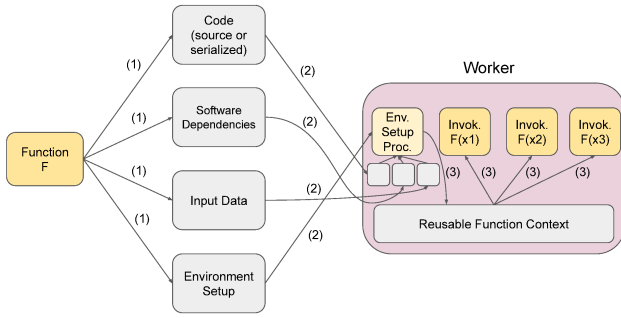 Code
(source or
serialized)
(1)
(2)
Worker
(1)
Software
Dependencies
(2)
Env.
Setup
Proc.
Invok.
F(x1)
Invok.
F(x2)
Invok.
F(x3)
Function
F
(1)
Input Data
(2)
(3)
(3)
(3)
(3)
(1)
(2)
Reusable Function Context
Environment
Setup